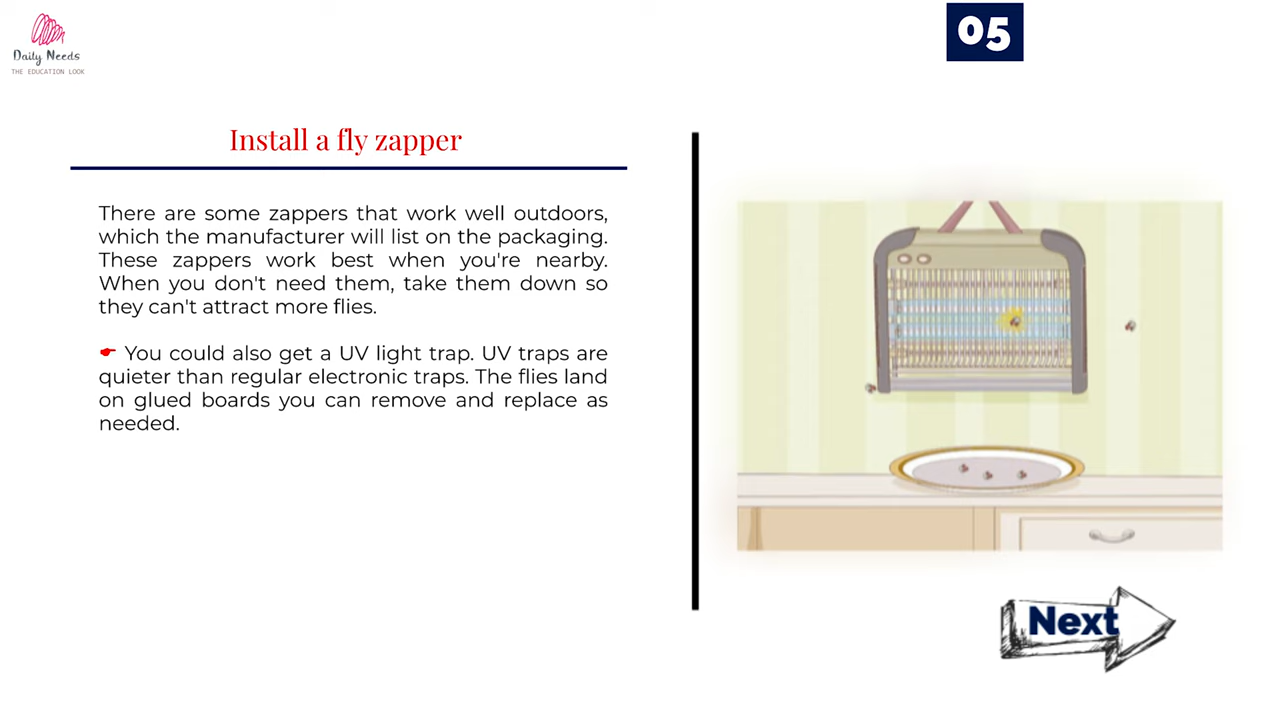 Daily Needs
THE EDUCATION LOOK
05
Install a fly zapper
There are some zappers that work well outdoors,
which the manufacturer will list on the packaging.
These zappers work best when you're nearby.
When you don't need them, take them down so
they can't attract more flies.
☛ You could also get a UV light trap. UV traps are
quieter than regular electronic traps. The flies land
on glued boards you can remove and replace as
needed.
Next